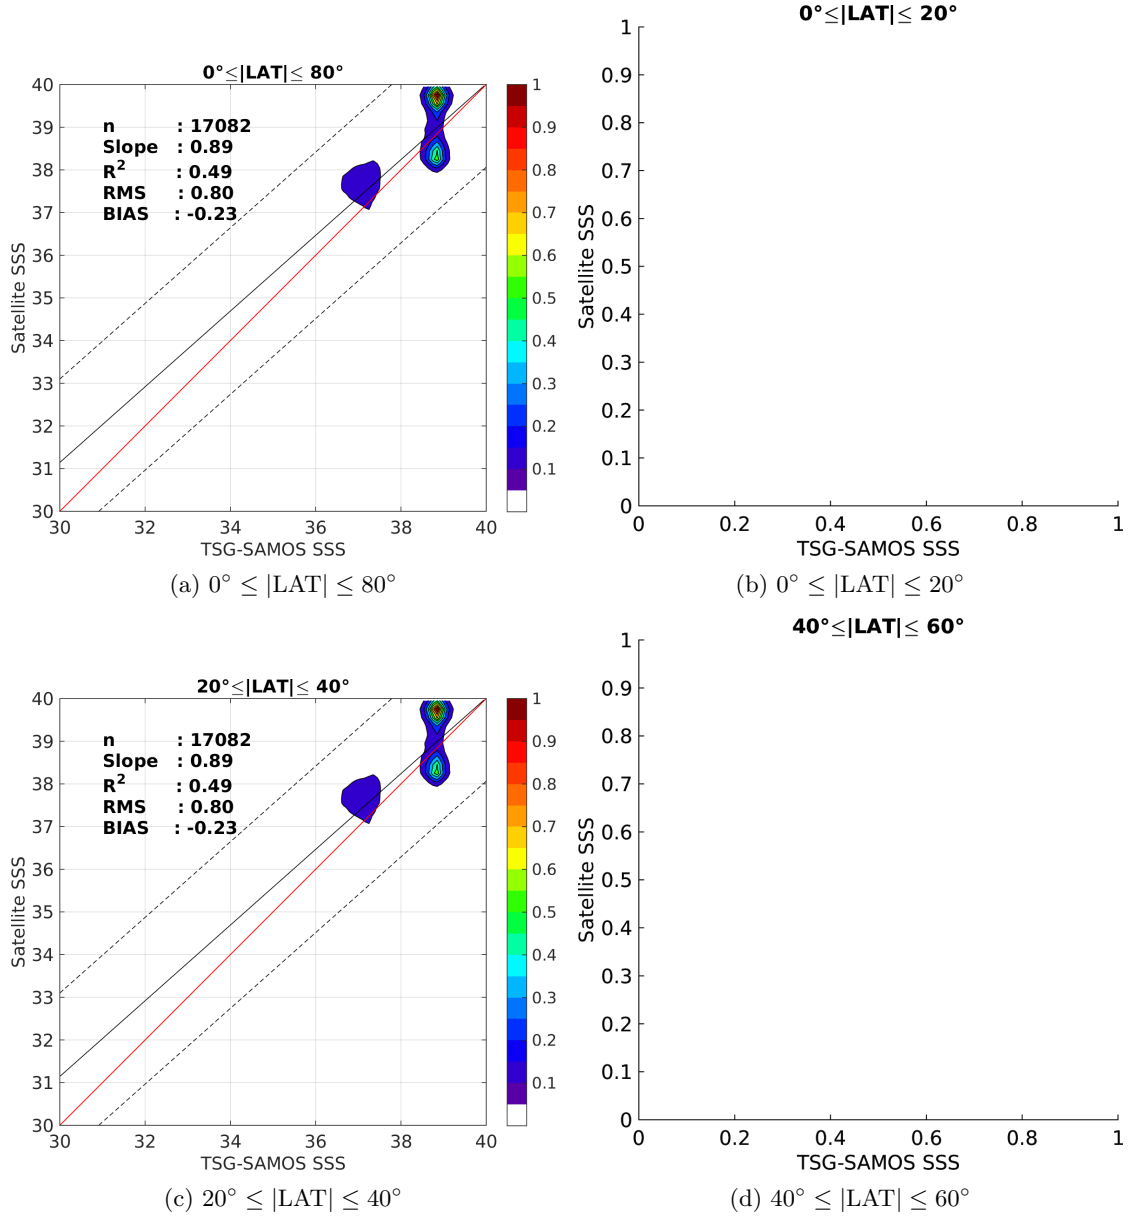 0°≤|LAT|≤ 80°
n : 17082
Slope : 0.89
R² : 0.49
RMS : 0.80
BIAS : -0.23
40
39
38
37
36
35
34
33
32
31
30
30 32 34 36 38 40
Satellite SSS
TSG-SAMOS SSS
1
0.9
0.8
0.7
0.6
0.5
0.4
0.3
0.2
0.1
(a) 0° ≤ |LAT| ≤ 80°
0°≤|LAT|≤ 20°
1
0.9
0.8
0.7
0.6
0.5
0.4
0.3
0.2
0.1
0
0 0.2 0.4 0.6 0.8 1
Satellite SSS
TSG-SAMOS SSS
(b) 0° ≤ |LAT| ≤ 20°
20°≤|LAT|≤ 40°
n : 17082
Slope : 0.89
R² : 0.49
RMS : 0.80
BIAS : -0.23
40
39
38
37
36
35
34
33
32
31
30
30 32 34 36 38 40
Satellite SSS
TSG-SAMOS SSS
1
0.9
0.8
0.7
0.6
0.5
0.4
0.3
0.2
0.1
(c) 20° ≤ |LAT| ≤ 40°
40°≤|LAT|≤ 60°
1
0.9
0.8
0.7
0.6
0.5
0.4
0.3
0.2
0.1
0
0 0.2 0.4 0.6 0.8 1
Satellite SSS
TSG-SAMOS SSS
(d) 40° ≤ |LAT| ≤ 60°